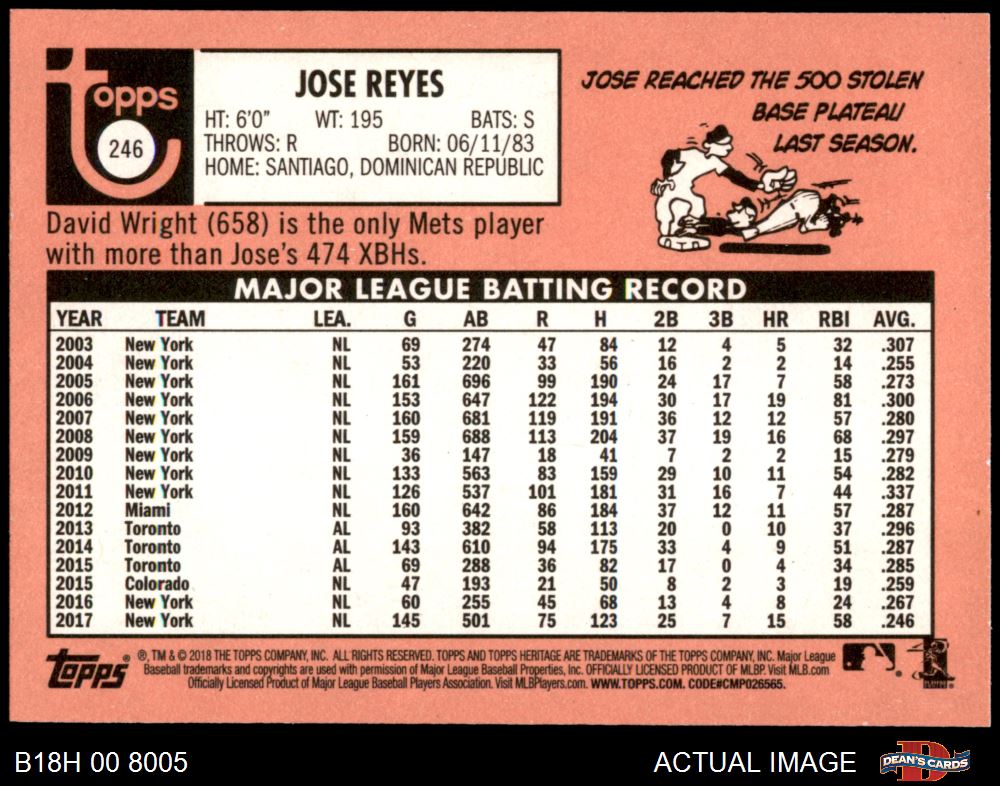 topps
246
JOSE REYES
HT: 6'0" WT: 195 BATS: S
THROWS: R BORN: 06/11/83
HOME: SANTIAGO, DOMINICAN REPUBLIC
JOSE REACHED THE 500 STOLEN
BASE PLATEAU
LAST SEASON.
David Wright (658) is the only Mets player
with more than Jose's 474 XBHs.
MAJOR LEAGUE BATTING RECORD
YEAR TEAM LEA. G AB R H 2B 3B HR RBI AVG.
2003 New York NL 69 274 47 84 12 4 5 32 .307
2004 New York NL 53 220 33 56 16 2 2 14 .255
2005 New York NL 161 696 99 190 24 17 7 58 .273
2006 New York NL 153 647 122 194 30 17 19 81 .300
2007 New York NL 160 681 119 191 36 12 12 57 .280
2008 New York NL 159 688 113 204 37 19 16 68 .297
2009 New York NL 36 147 18 41 7 2 2 15 .279
2010 New York NL 133 563 83 159 29 10 11 54 .282
2011 New York NL 126 537 101 181 31 16 7 44 .337
2012 Miami NL 160 642 86 184 37 12 11 57 .287
2013 Toronto AL 93 382 58 113 20 0 10 37 .296
2014 Toronto AL 143 610 94 175 33 4 9 51 .287
2015 Toronto AL 69 288 36 82 17 0 4 34 .285
2015 Colorado NL 47 193 21 50 8 2 3 19 .259
2016 New York NL 60 255 45 68 13 4 8 24 .267
2017 New York NL 145 501 75 123 25 7 15 58 .246
Topps ®, TM & © 2018 THE TOPPS COMPANY, INC. ALL RIGHTS RESERVED. TOPPS AND TOPPS HERITAGE ARE TRADEMARKS OF THE TOPPS COMPANY, INC. Major League
Baseball trademarks and copyrights are used with permission of Major League Baseball Properties, Inc. OFFICIALLY LICENSED PRODUCT OF MLBP. Visit MLB.com
Officially Licensed Product of Major League Baseball Players Association. Visit MLBPlayers.com. WWW.TOPPS.COM. CODE#CMP026565.
B18H 00 8005
ACTUAL IMAGE
DEAN'S CARDS